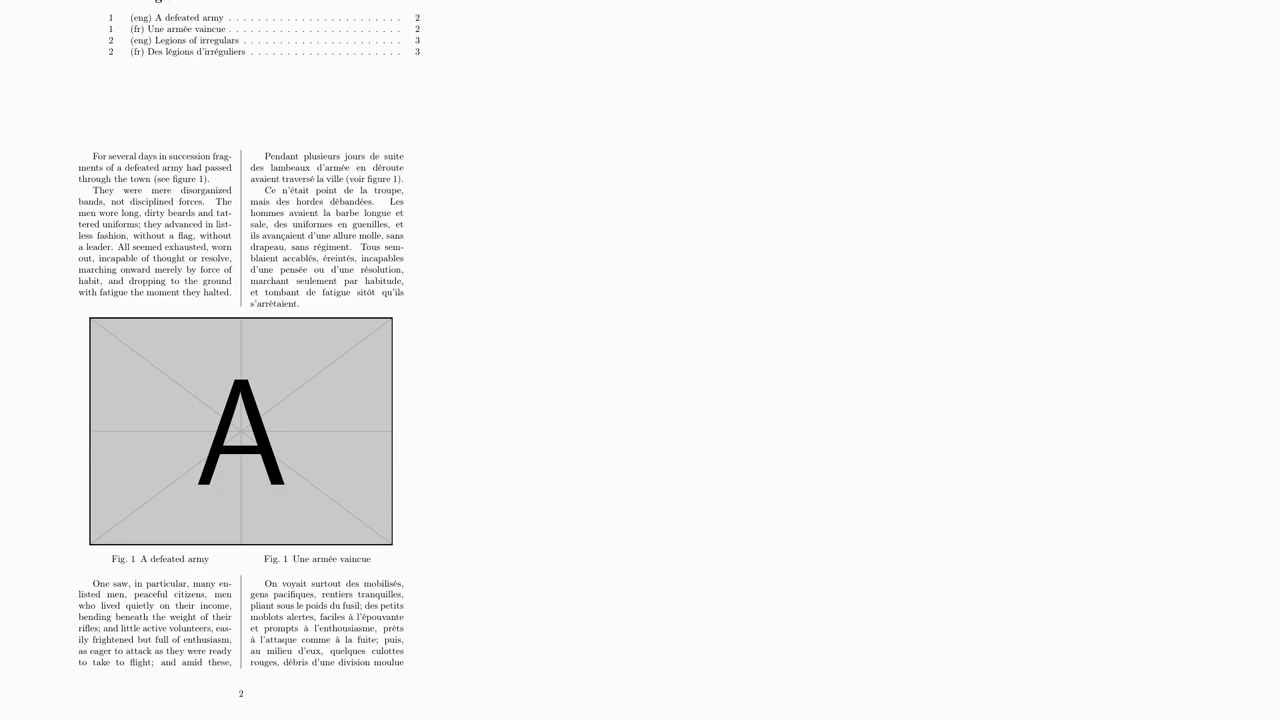 1 (eng) A defeated army . . . . . . . . . . . . . . . . . . . . . . . . 2
1 (fr) Une armée vaincue . . . . . . . . . . . . . . . . . . . . . . . . 2
2 (eng) Legions of irregulars . . . . . . . . . . . . . . . . . . . . . . 3
2 (fr) Des légions d'irréguliers . . . . . . . . . . . . . . . . . . . . . 3
For several days in succession frag-
ments of a defeated army had passed
through the town (see figure 1).
They were mere disorganized
bands, not disciplined forces. The
men wore long, dirty beards and tat-
tered uniforms; they advanced in list-
less fashion, without a flag, without
a leader. All seemed exhausted, worn
out, incapable of thought or resolve,
marching onward merely by force of
habit, and dropping to the ground
with fatigue the moment they halted.
Pendant plusieurs jours de suite
des lambeaux d'armée en déroute
avaient traversé la ville (voir figure 1).
Ce n'était point de la troupe,
mais des hordes débandées. Les
hommes avaient la barbe longue et
sale, des uniformes en guenilles, et
ils avançaient d'une allure molle, sans
drapeau, sans régiment. Tous sem-
blaient accablés, éreintés, incapables
d'une pensée ou d'une résolution,
marchant seulement par habitude,
et tombant de fatigue sitôt qu'ils
s'arrêtaient.
A
Fig. 1 A defeated army
Fig. 1 Une armée vaincue
One saw, in particular, many en-
listed men, peaceful citizens, men
who lived quietly on their income,
bending beneath the weight of their
rifles; and little active volunteers, eas-
ily frightened but full of enthusiasm,
as eager to attack as they were ready
to take to flight; and amid these,
On voyait surtout des mobilisés,
gens pacifiques, rentiers tranquilles,
pliant sous le poids du fusil; des petits
moblots alertes, faciles à l'épouvante
et prompts à l'enthousiasme, prêts
à l'attaque comme à la fuite; puis,
au milieu d'eux, quelques culottes
rouges, débris d'une division moulue
2